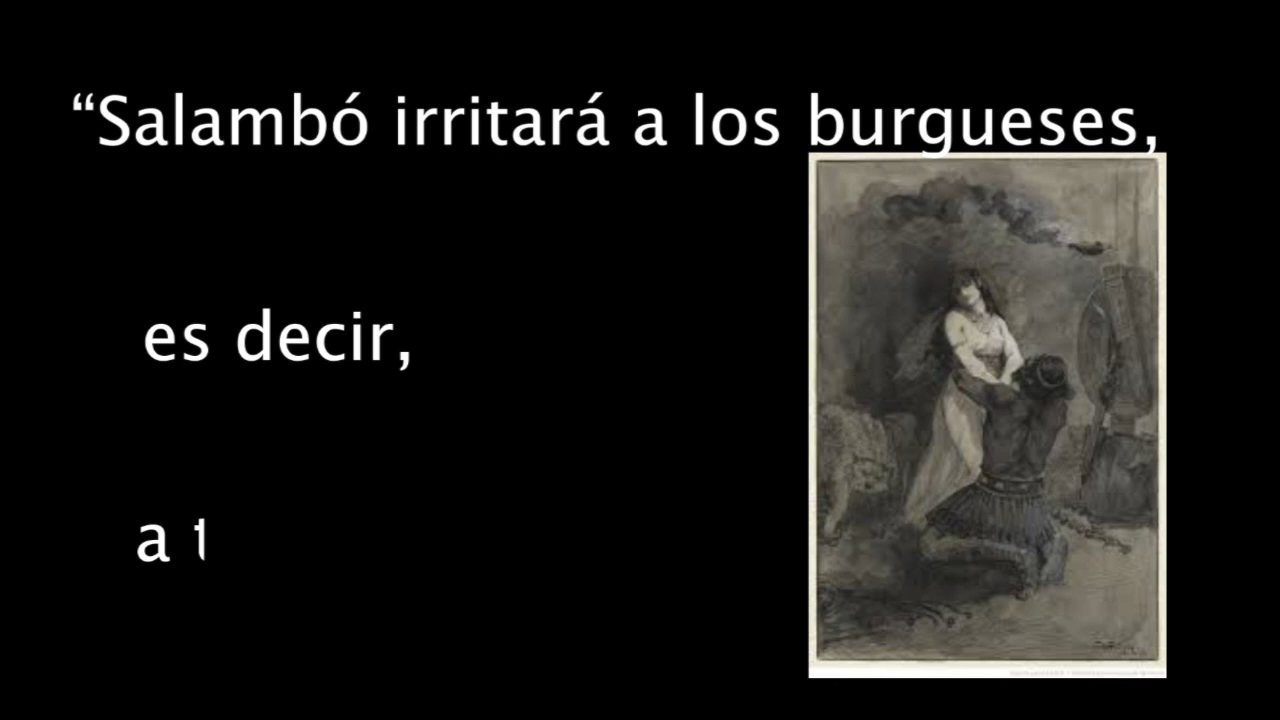 “Salambó irritará a los burgueses,
es decir,
a